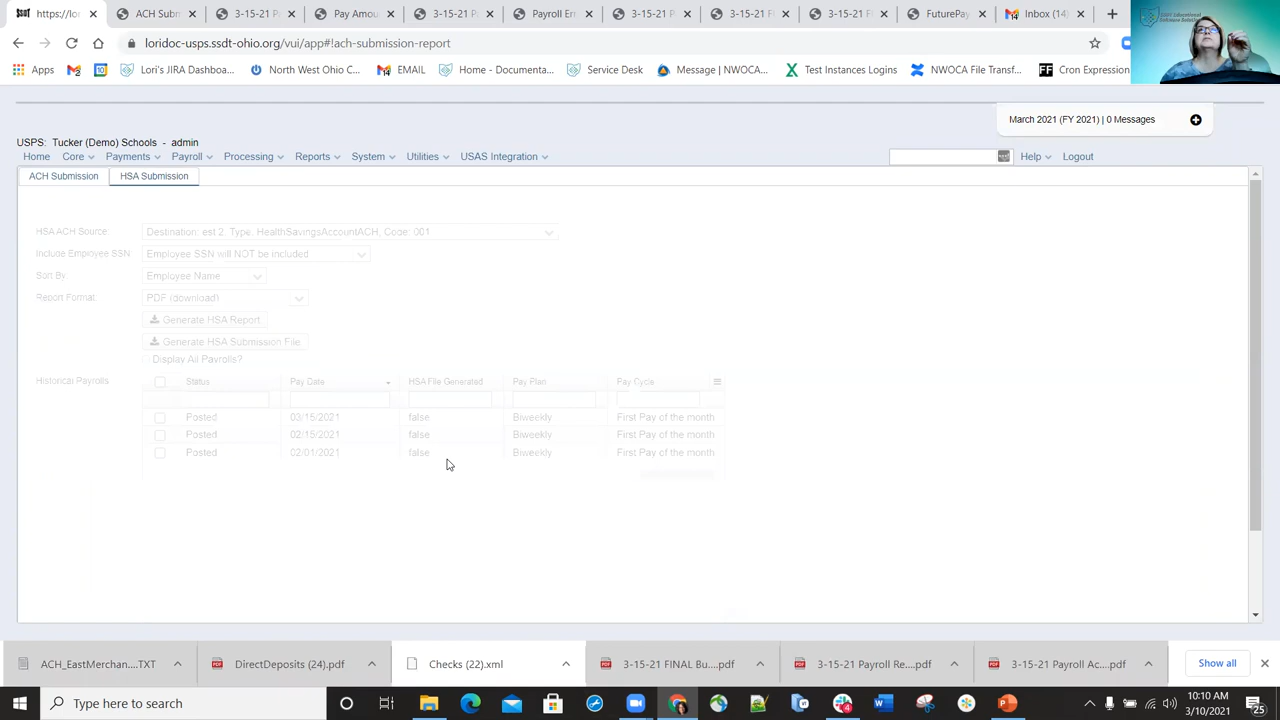 https://
ACH Subm
3-15-21 P
Pay Amou
3-15-21
Payroll Err
3-15-21 P
3-15-21 Fl
3-15-21 Fl
FuturePay
Inbox (14)
loridoc-usps.ssdt-ohio.org/vui/app#!ach-submission-report
Apps
Lori's JIRA Dashboa...
North West Ohio C...
EMAIL
Home - Documenta...
Service Desk
Message | NWOCA
Test Instances Logins
NWOCA File Transf...
Cron Expression
March 2021 (FY 2021) | 0 Messages
USPS: Tucker (Demo) Schools - admin
Home Core Payments Payroll Processing Reports System Utilities USAS Integration Help Logout
ACH Submission HSA Submission
HSA ACH Source: Destination: est 2, Type: HealthSavingsAccountACH, Code: 001
Include Employee SSN: Employee SSN will NOT be included
Sort By: Employee Name
Report Format: PDF (download)
Generate HSA Report
Generate HSA Submission File
Display All Payrolls?
Historical Payrolls Status Pay Date HSA File Generated Pay Plan Pay Cycle
Posted 03/15/2021 false Biweekly First Pay of the month
Posted 02/15/2021 false Biweekly First Pay of the month
Posted 02/01/2021 false Biweekly First Pay of the month
ACH_EastMerchan....TXT
DirectDeposits (24).pdf
Checks (22).xml
3-15-21 FINAL Bu....pdf
3-15-21 Payroll Re....pdf
3-15-21 Payroll Ac....pdf
Show all
Type here to search
10:10 AM
3/10/2021
25